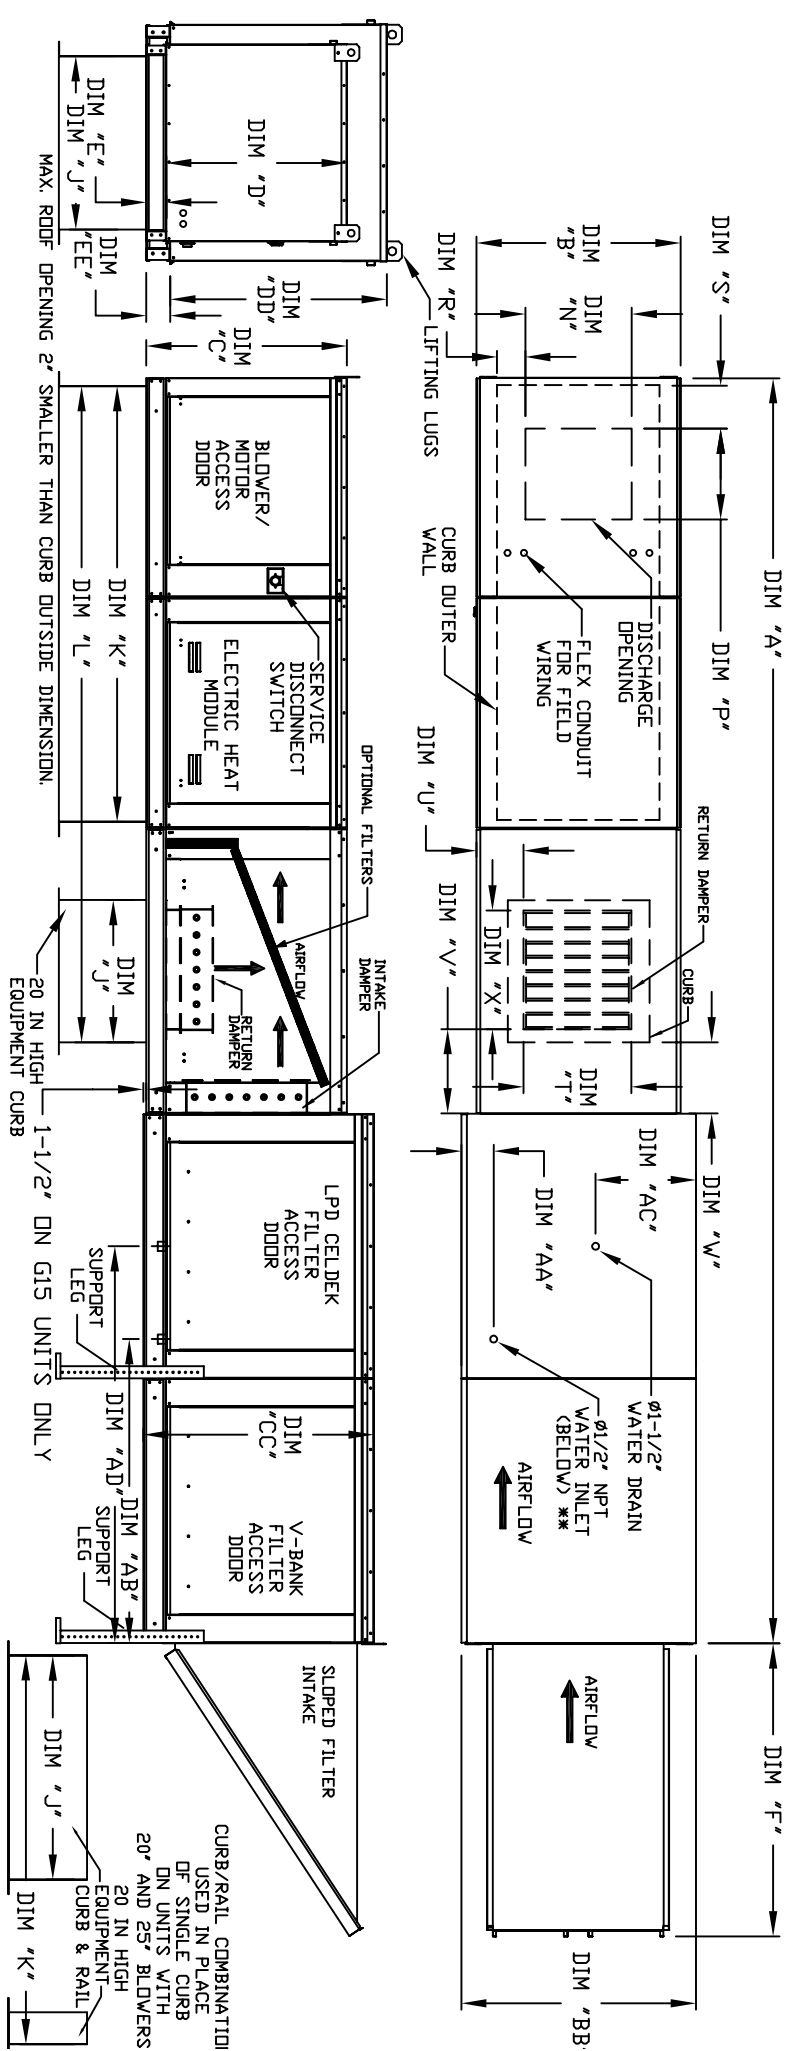 DIM "A"
DIM "F"
DIM "S"
DIM "P"
DIM "W"
DIM
"B"
DIM
"N"
DIM "R"
LIFTING LUGS
DISCHARGE
OPENING
FLEX CONDUIT
FOR FIELD
WIRING
CURB OUTER
WALL
DIM "U"
RETURN DAMPER
CURB
DIM "X"
DIM "V"
DIM
"T"
DIM "AC"
DIM "AA"
ø1-1/2"
WATER DRAIN
ø1/2" NPT
WATER INLET
(BELOW) **
AIRFLOW
AIRFLOW
DIM "BB"
DIM "D"
DIM "E"
DIM "J"
DIM
"EE"
DIM
"DD"
DIM
"C"
BLOWER/
MOTOR
ACCESS
DOOR
SERVICE
DISCONNECT
SWITCH
ELECTRIC HEAT
MODULE
OPTIONAL FILTERS
AIRFLOW
INTAKE
DAMPER
RETURN
DAMPER
LPD CELDEK
FILTER
ACCESS
DOOR
DIM
"CC"
V-BANK
FILTER
ACCESS
DOOR
SLOPED FILTER
INTAKE
DIM "K"
DIM "L"
DIM
"J"
DIM "AD"
DIM "AB"
SUPPORT
LEG
SUPPORT
LEG
MAX. ROOF OPENING 2" SMALLER THAN CURB OUTSIDE DIMENSION.
20 IN HIGH
EQUIPMENT CURB
1-1/2" ON G15 UNITS ONLY
CURB/RAIL COMBINATION
USED IN PLACE
OF SINGLE CURB
ON UNITS WITH
20" AND 25" BLOWERS
20 IN HIGH
EQUIPMENT
CURB & RAIL
DIM "J"
DIM "K"